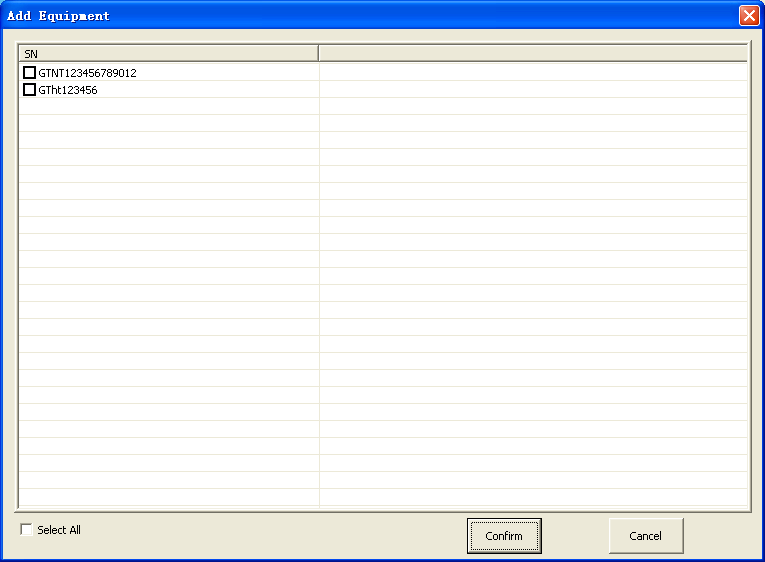 Add Equipment
SN
GTNT123456789012
GTht123456
Select All
Confirm
Cancel